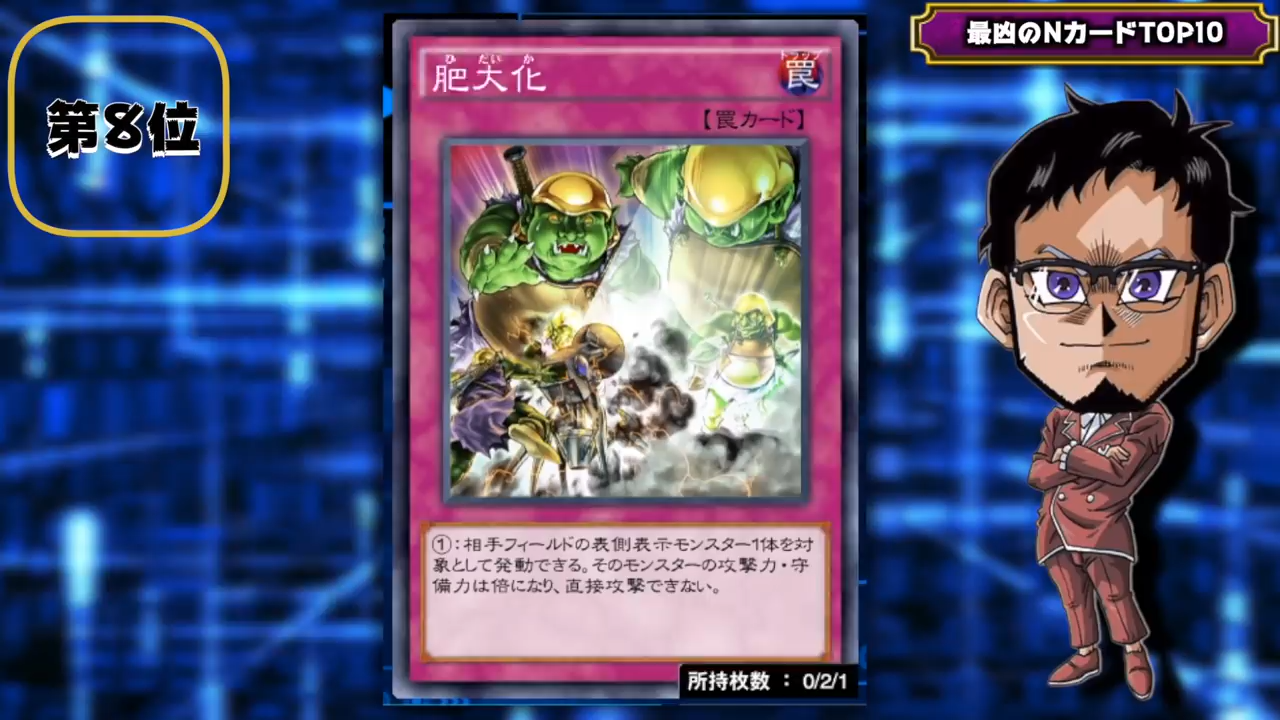 第8位
最凶のNカードTOP10
ひだいか
肥大化
トラップ
罠
【罠カード】
①：相手フィールドの表側表示モンスター1体を対
象として発動できる。そのモンスターの攻撃力・守
備力は倍になり、直接攻撃できない。
所持枚数 ： 0/2/1